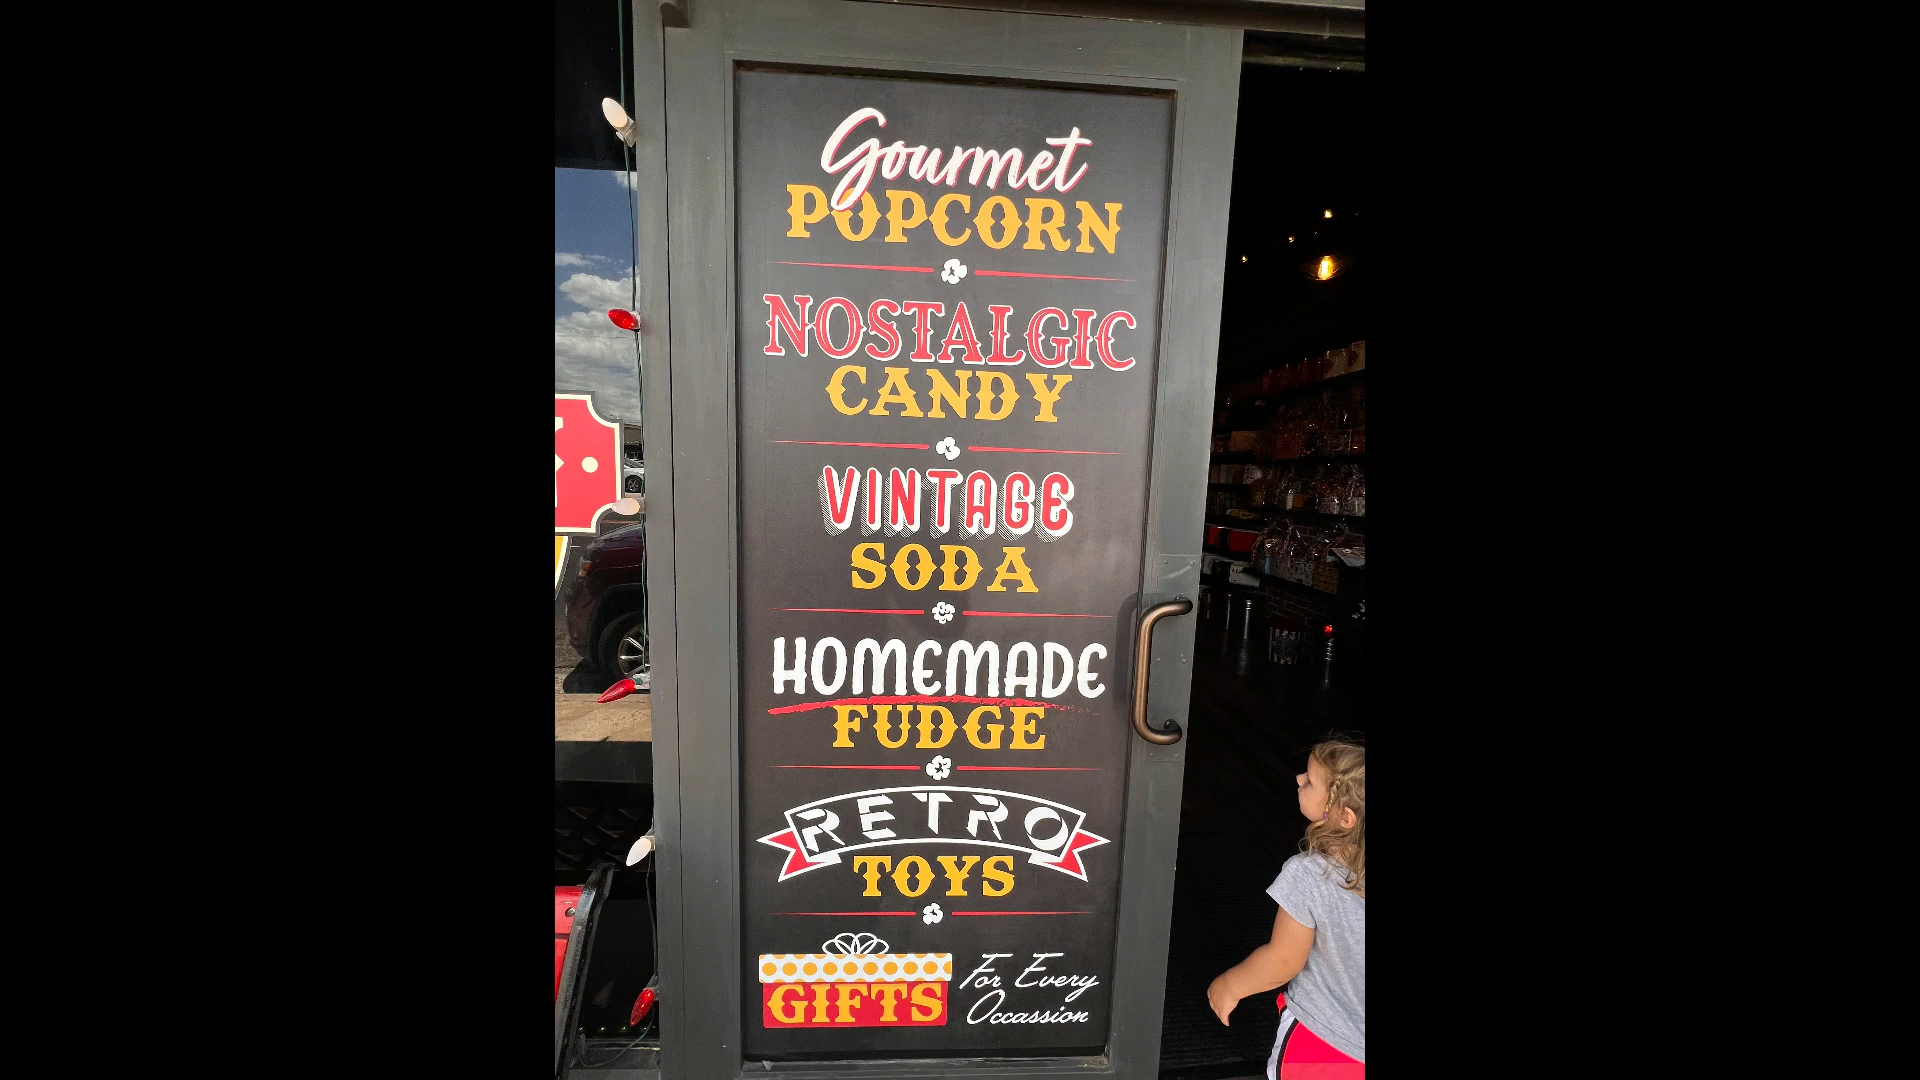 Gourmet
POPCORN
NOSTALGIC
CANDY
VINTAGE
SODA
HOMEMADE
FUDGE
RETRO
TOYS
GIFTS For Every
Occassion